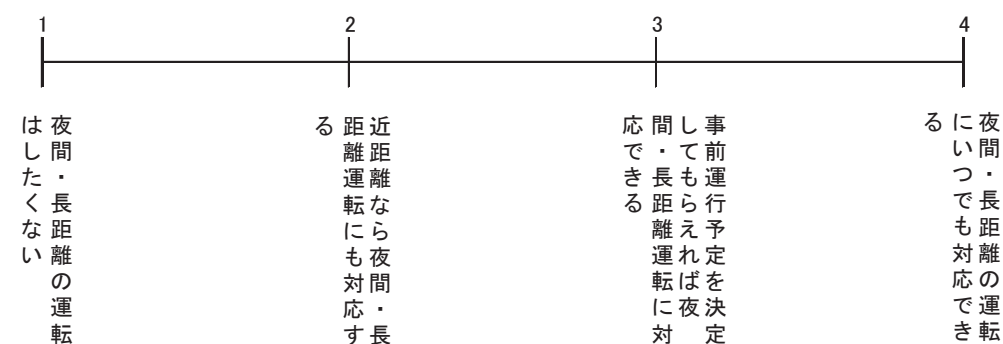 1
2
3
4
夜間・長距離の運転
はしたくない
近距離なら夜間・長
距離運転にも対応す
る
事前運行予定を決定
してもらえれば夜
間・長距離運転に対
応できる
夜間・長距離の運転
にいつでも対応でき
る